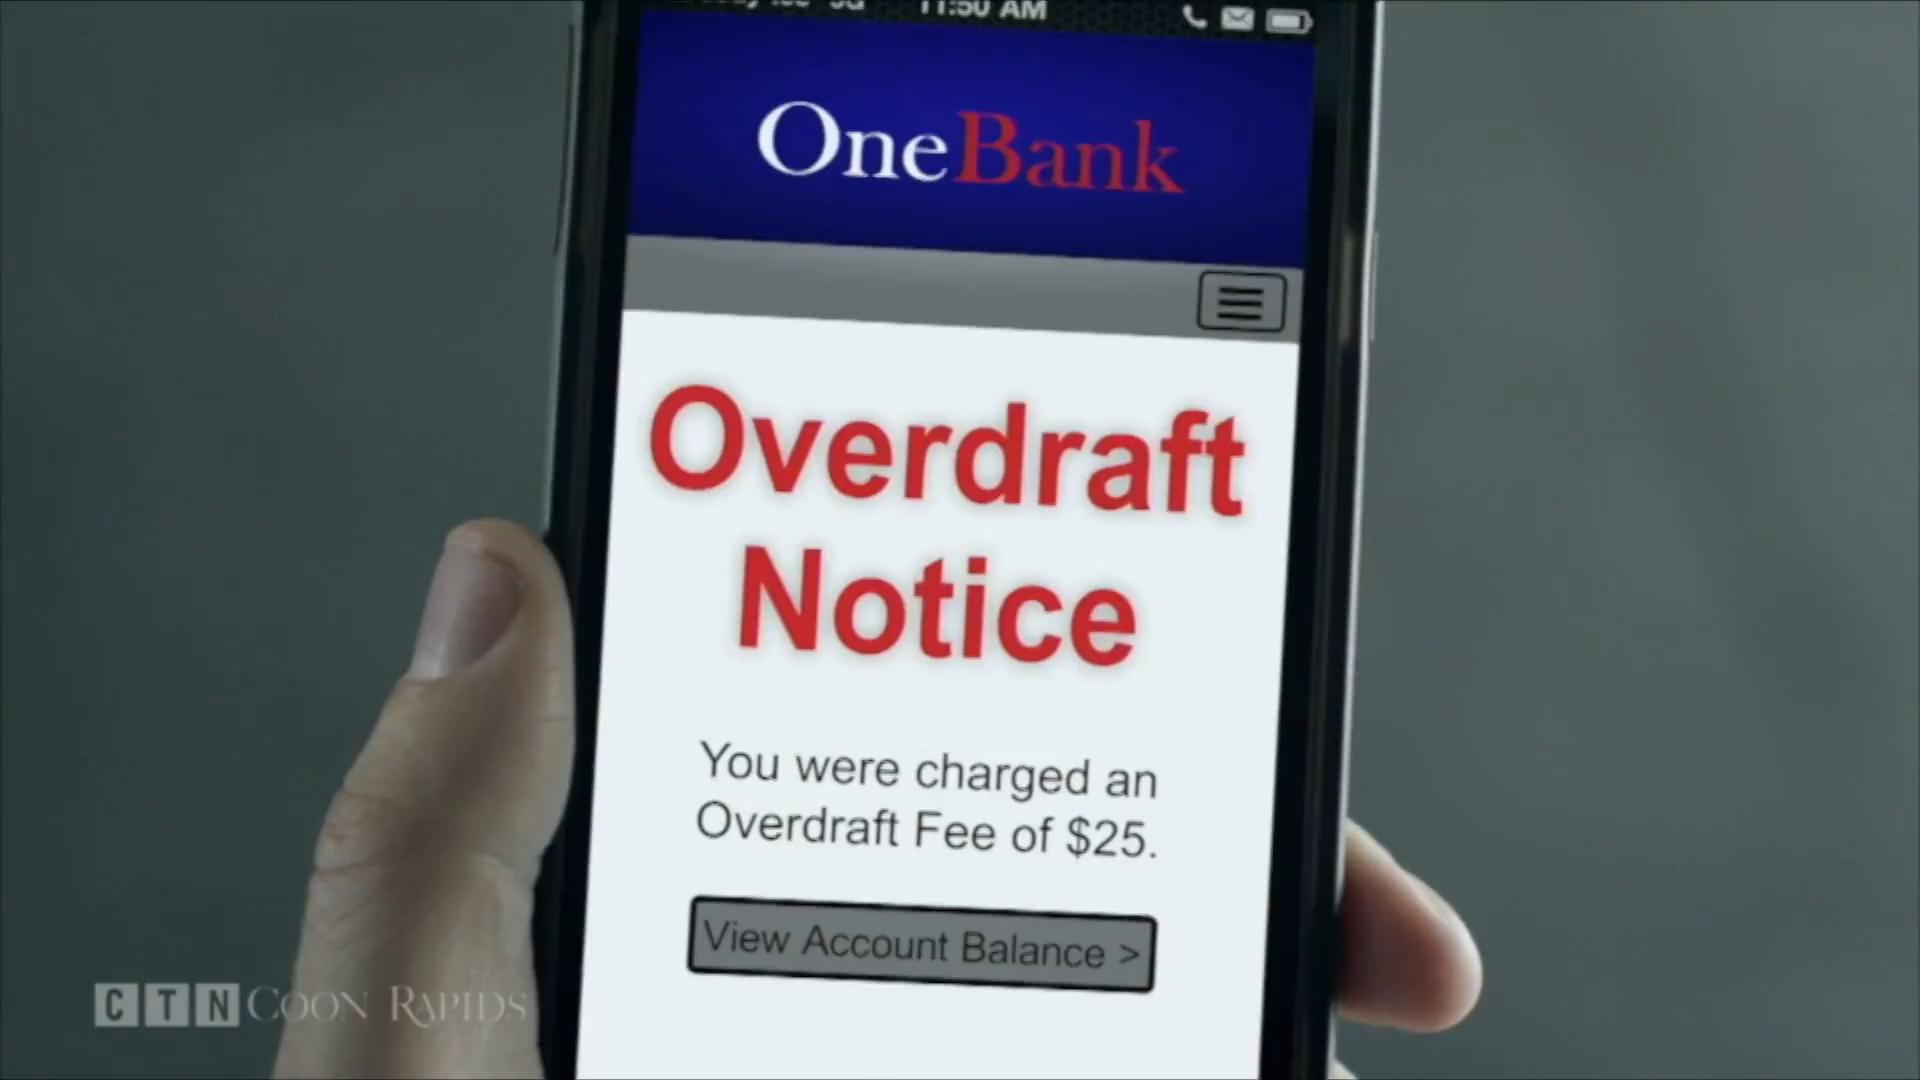 11:50 AM
OneBank
Overdraft
Notice
You were charged an
Overdraft Fee of $25.
View Account Balance >
CTN COON RAPIDS